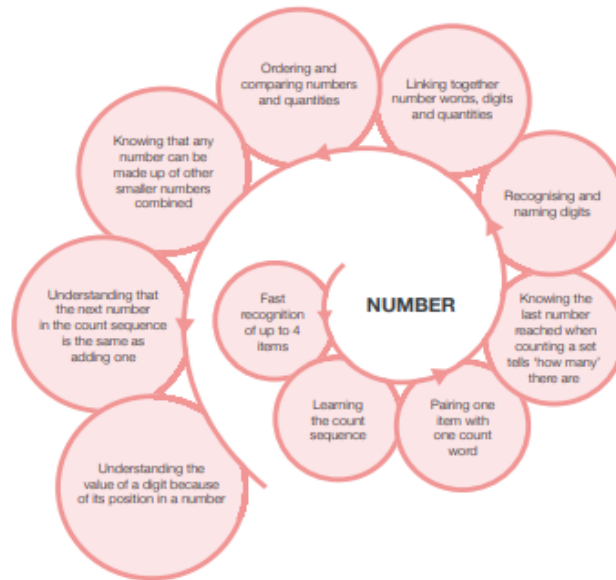 NUMBER
Fast
recognition
of up to 4
items
Learning
the count
sequence
Pairing one
item with
one count
word
Knowing the
last number
reached when
counting a set
tells ‘how many’
there are
Recognising and
naming digits
Linking together
number words, digits
and quantities
Ordering and
comparing numbers
and quantities
Knowing that any
number can be
made up of other
smaller numbers
combined
Understanding that
the next number
in the count sequence
is the same as
adding one
Understanding the
value of a digit because
of its position in a number